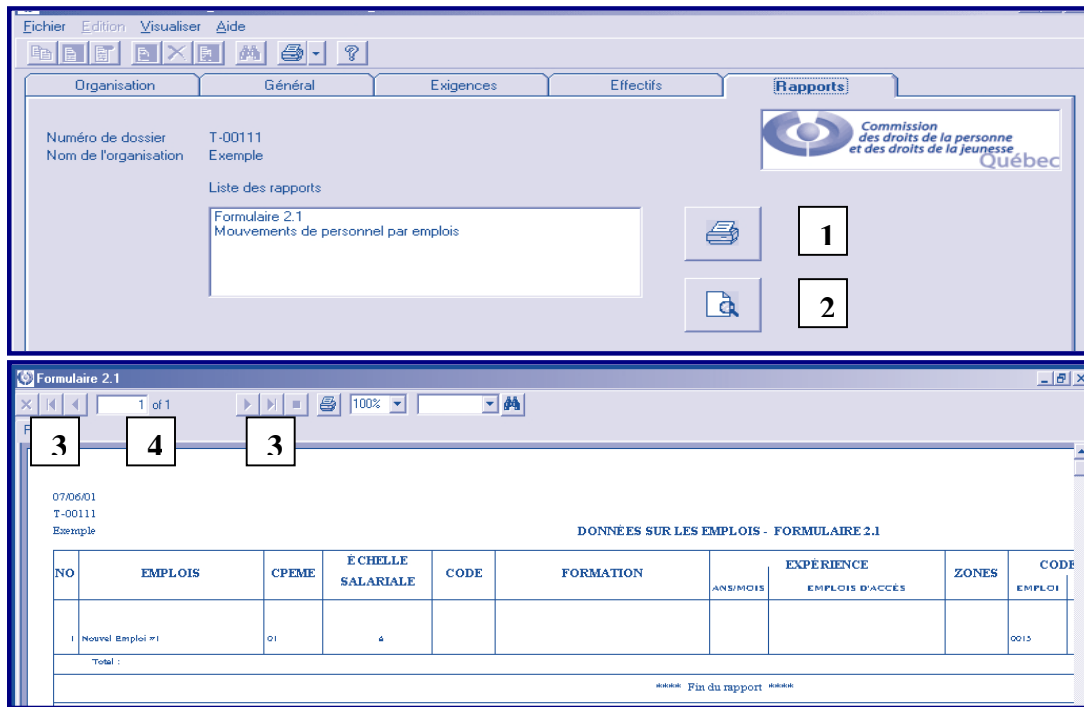 Fichier Edition Visualiser Aide
Organisation Général Exigences Effectifs Rapports
Numéro de dossier T-00111
Nom de l'organisation Exemple
Commission
des droits de la personne
et des droits de la jeunesse
Québec
Liste des rapports
Formulaire 2.1
Mouvements de personnel par emplois
1
2
Formulaire 2.1
1 of 1 100%
3 4 3
07/06/01
T-00111
Exemple
DONNÉES SUR LES EMPLOIS - FORMULAIRE 2.1
NO EMPLOIS CPEME ÉCHELLE SALARIALE CODE FORMATION EXPÉRIENCE ZONES CODE
ANS/MOIS EMPLOIS D'ACCÈS EMPLOI
1 Nouvel Emploi #1 01 à 0013
Total :
**** Fin du rapport ****